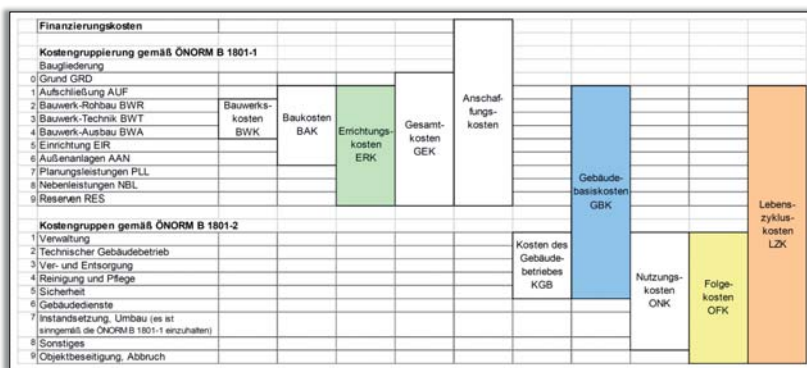 Finanzierungskosten
Kostengruppierung gemäß ÖNORM B 1801-1
Baugliederung
0 Grund GRD
1 Aufschließung AUF
2 Bauwerk-Rohbau BWR
3 Bauwerk-Technik BWT
4 Bauwerk-Ausbau BWA
5 Einrichtung EIR
6 Außenanlagen AAN
7 Planungsleistungen PLL
8 Nebenleistungen NBL
9 Reserven RES
Kostengruppen gemäß ÖNORM B 1801-2
1 Verwaltung
2 Technischer Gebäudebetrieb
3 Ver- und Entsorgung
4 Reinigung und Pflege
5 Sicherheit
6 Gebäudedienste
7 Instandsetzung, Umbau (es ist
sinngemäß die ÖNORM B 1801-1 einzuhalten)
8 Sonstiges
9 Objektbeseitigung, Abbruch
Bauwerks-
kosten
BWK
Baukosten
BAK
Errichtungs-
kosten
ERK
Gesamt-
kosten
GEK
Anschaf-
fungs-
kosten
Kosten des
Gebäude-
betriebes
KGB
Gebäude-
basiskosten
GBK
Nutzungs-
kosten
ONK
Folge-
kosten
OFK
Lebens-
zyklus-
kosten
LZK